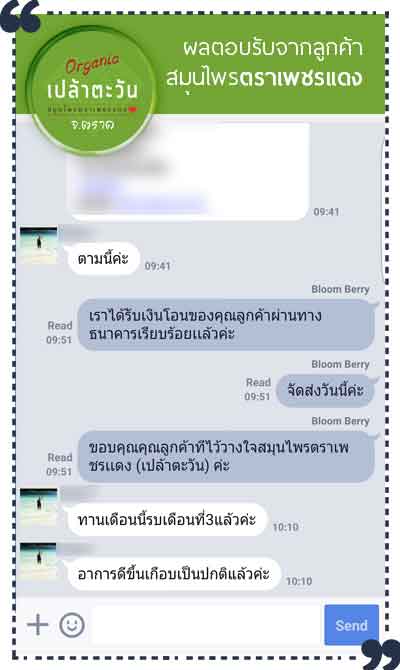 ผลตอบรับจากลูกค้า
สมุนไพรตราเพชรแดง
Organic
เปล้าตะวัน
สมุนไพรตราเพชรแดง
จ.ตราด
09:41
ตามนี้ค่ะ
09:41
Bloom Berry
เราได้รับเงินโอนของคุณลูกค้าผ่านทาง
ธนาคารเรียบร้อยแล้วค่ะ
Read
09:51
Bloom Berry
จัดส่งวันนี้ค่ะ
Read
09:51
Bloom Berry
ขอบคุณคุณลูกค้าที่ไว้วางใจสมุนไพรตราเพ
ชรแดง (เปล้าตะวัน) ค่ะ
Read
09:51
ทานเดือนนี้รบเดือนที่3แล้วค่ะ
10:10
อาการดีขึ้นเกือบเป็นปกติแล้วค่ะ
10:10
Send